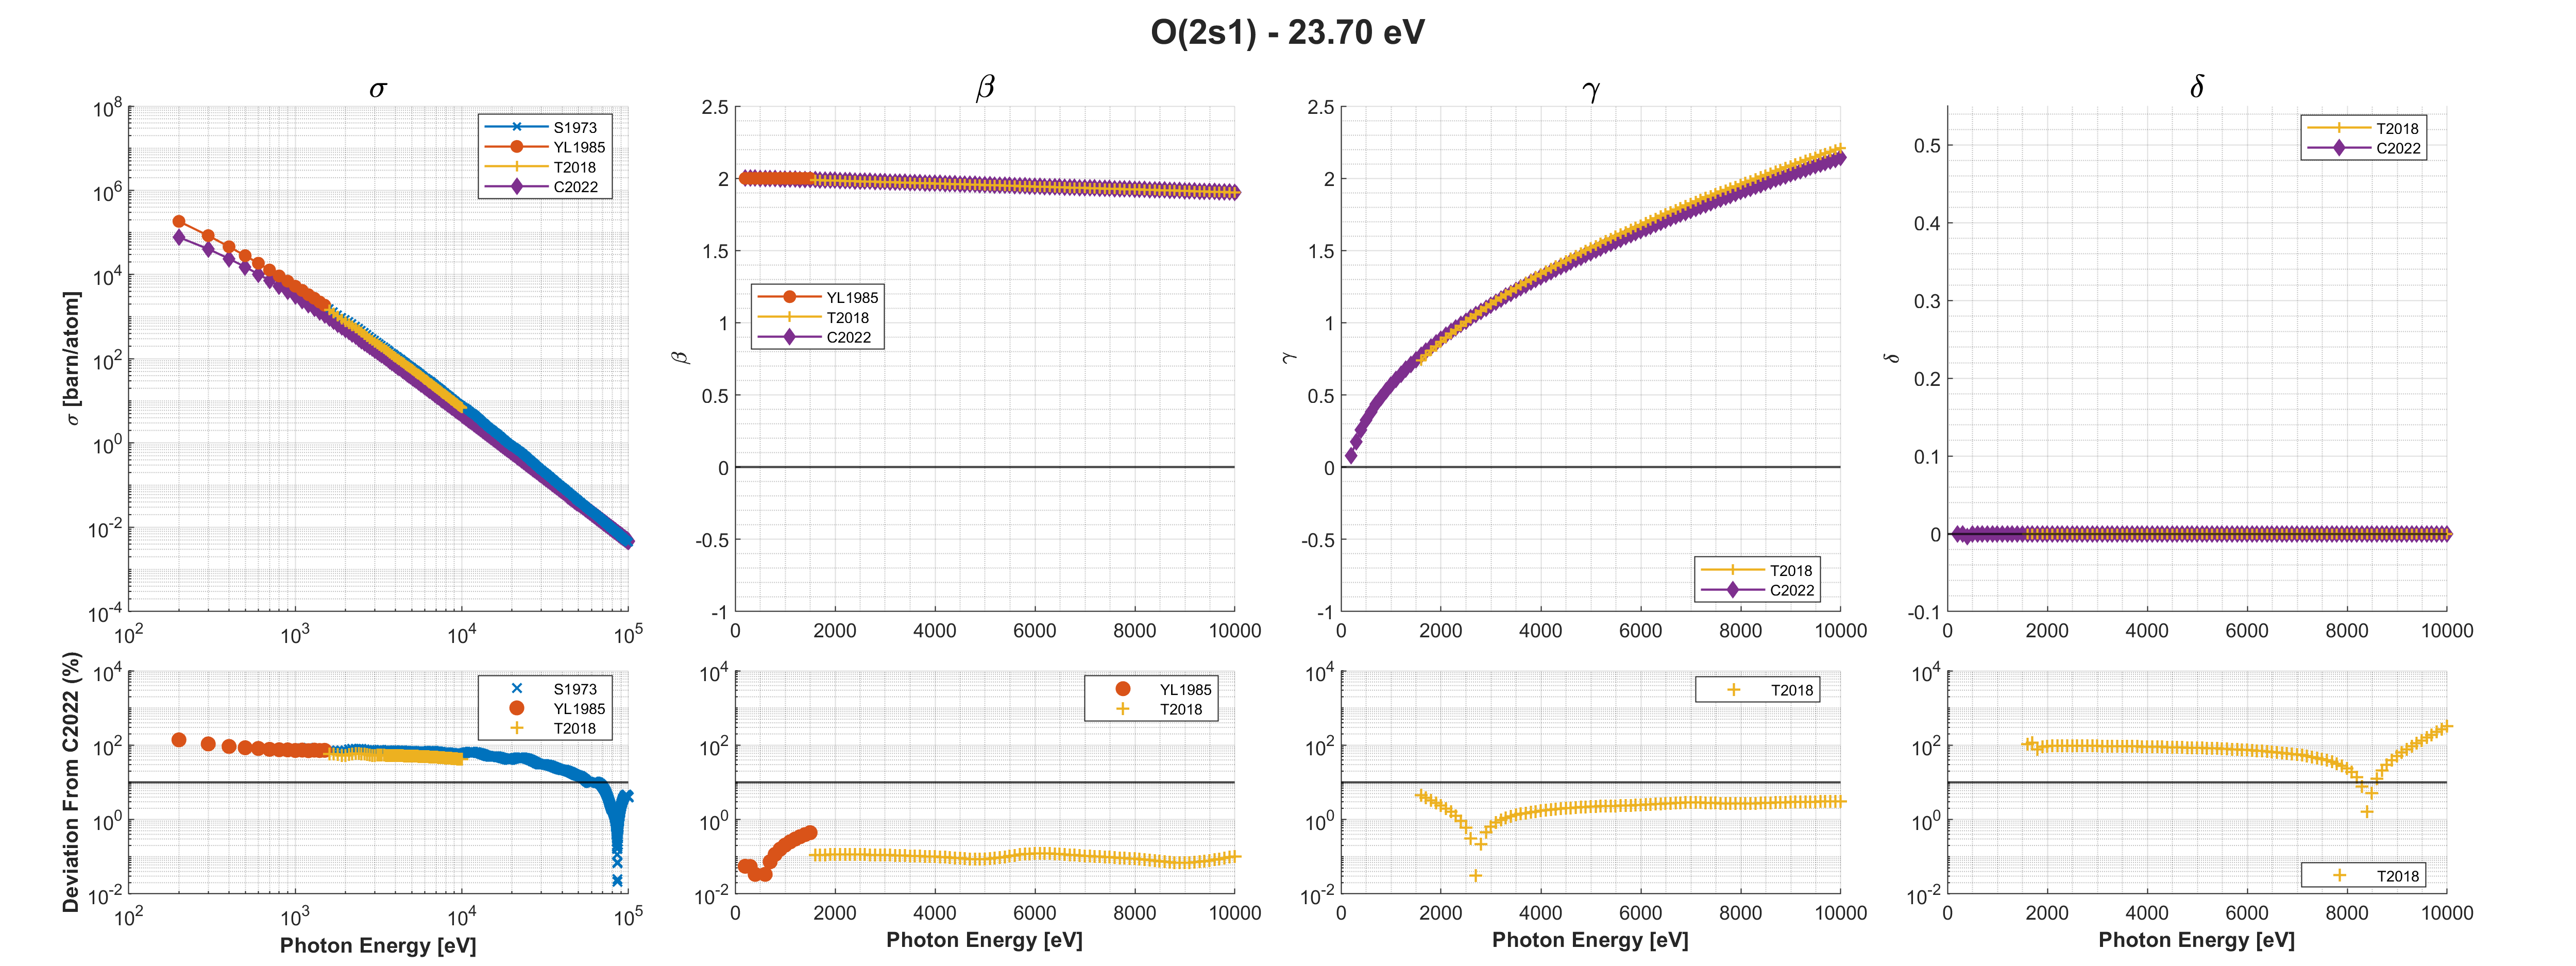 O(2s1) - 23.70 eV
σ
σ [barn/atom]
10^8
10^6
10^4
10^2
10^0
10^-2
10^-4
10^2
10^3
10^4
10^5
S1973
YL1985
T2018
C2022
β
β
2.5
2
1.5
1
0.5
0
-0.5
-1
0
2000
4000
6000
8000
10000
YL1985
T2018
C2022
γ
γ
2.5
2
1.5
1
0.5
0
-0.5
-1
0
2000
4000
6000
8000
10000
T2018
C2022
δ
δ
0.5
0.4
0.3
0.2
0.1
0
-0.1
0
2000
4000
6000
8000
10000
T2018
C2022
Deviation From C2022 (%)
10^4
10^2
10^0
10^-2
10^2
10^3
10^4
10^5
Photon Energy [eV]
S1973
YL1985
T2018
10^4
10^2
10^0
10^-2
0
2000
4000
6000
8000
10000
Photon Energy [eV]
YL1985
T2018
10^4
10^2
10^0
10^-2
0
2000
4000
6000
8000
10000
Photon Energy [eV]
T2018
10^4
10^2
10^0
10^-2
0
2000
4000
6000
8000
10000
Photon Energy [eV]
T2018